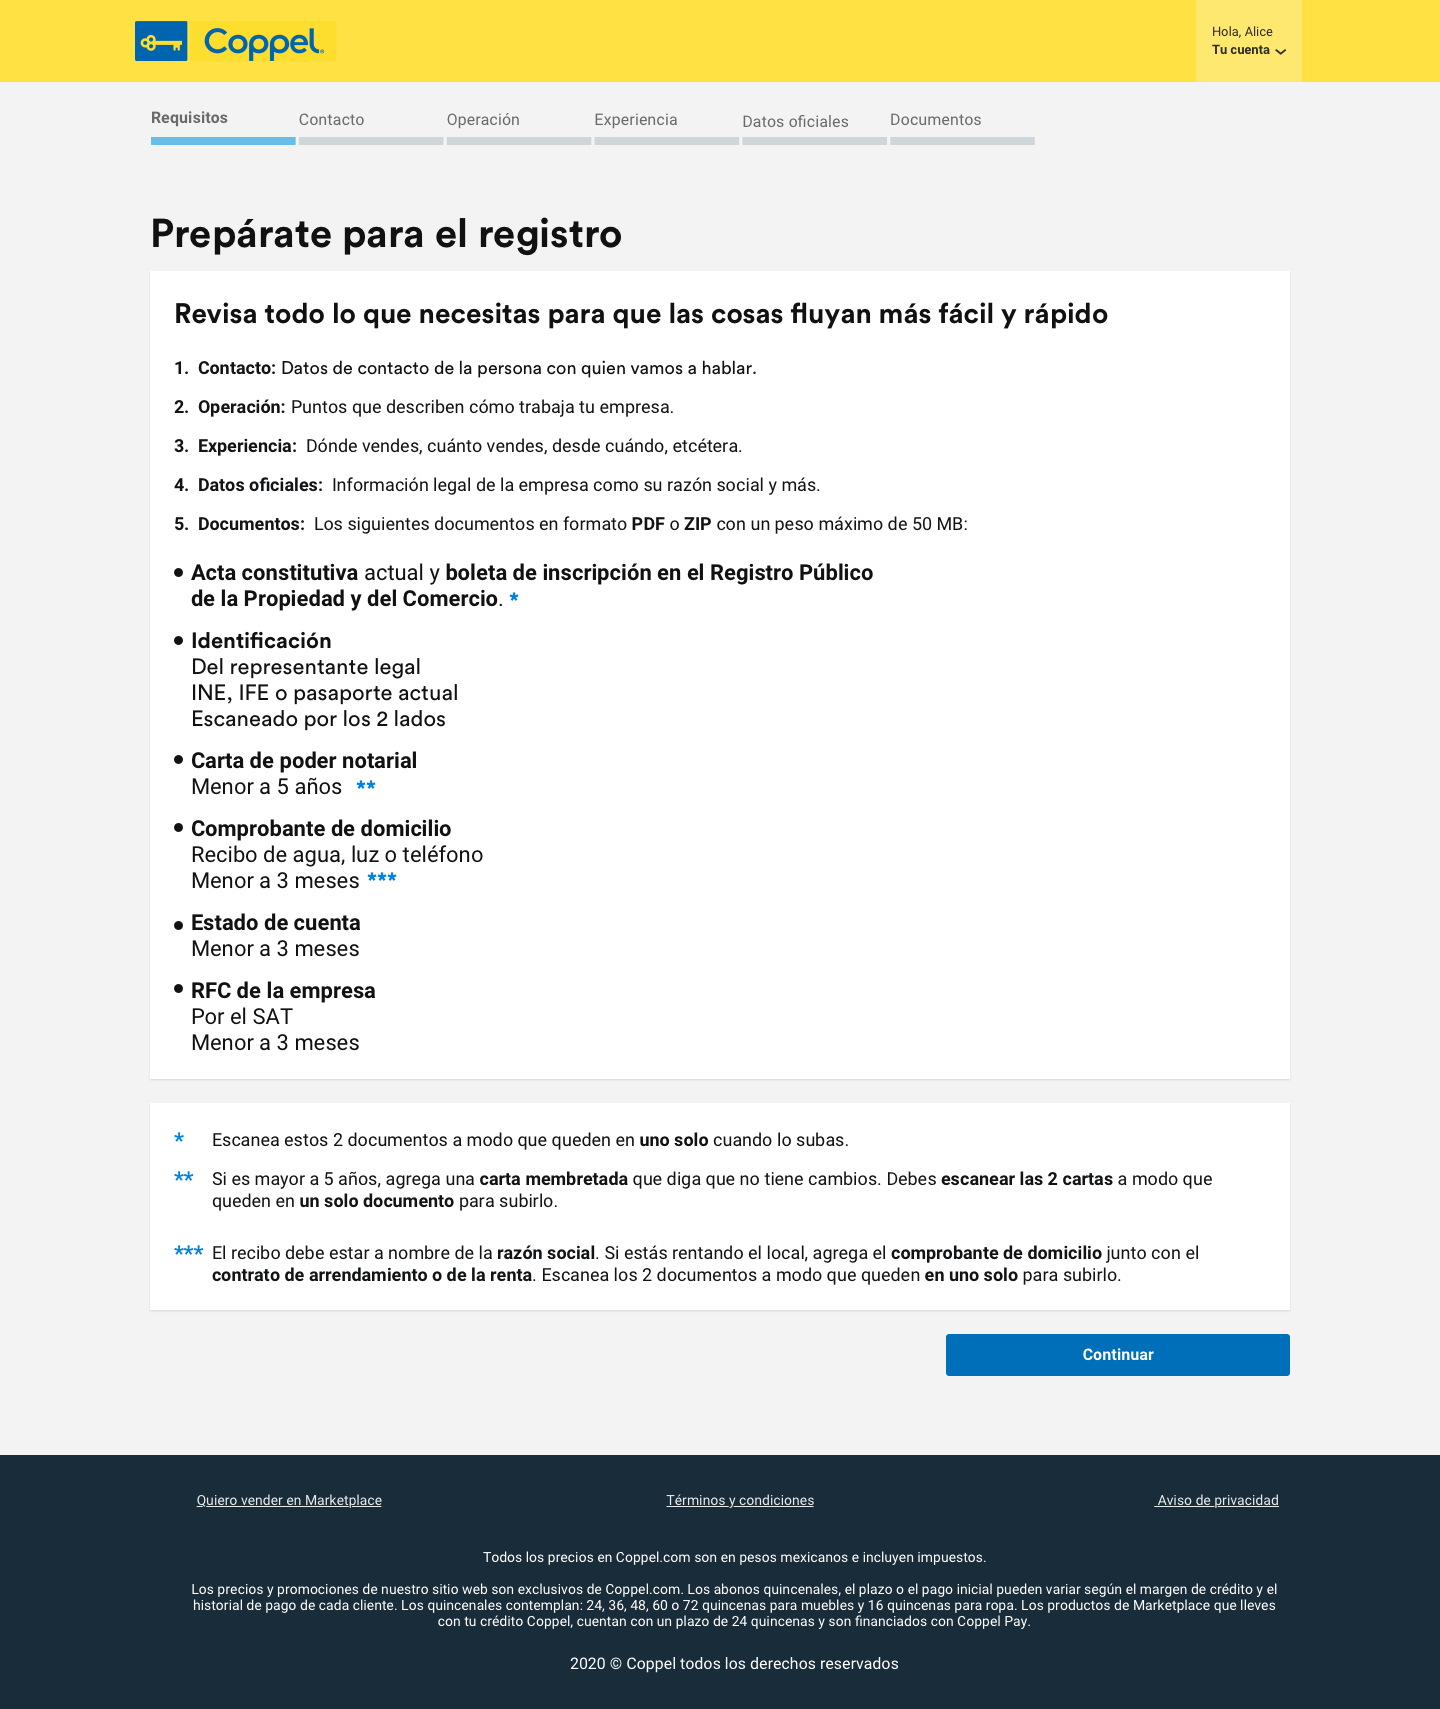 Coppel
Hola, Alice
Tu cuenta
Requisitos
Contacto
Operación
Experiencia
Datos oficiales
Documentos
Prepárate para el registro
Revisa todo lo que necesitas para que las cosas fluyan más fácil y rápido
1. Contacto: Datos de contacto de la persona con quien vamos a hablar.
2. Operación: Puntos que describen cómo trabaja tu empresa.
3. Experiencia: Dónde vendes, cuánto vendes, desde cuándo, etcétera.
4. Datos oficiales: Información legal de la empresa como su razón social y más.
5. Documentos: Los siguientes documentos en formato PDF o ZIP con un peso máximo de 50 MB:
• Acta constitutiva actual y boleta de inscripción en el Registro Público
de la Propiedad y del Comercio. *
• Identificación
Del representante legal
INE, IFE o pasaporte actual
Escaneado por los 2 lados
• Carta de poder notarial
Menor a 5 años **
• Comprobante de domicilio
Recibo de agua, luz o teléfono
Menor a 3 meses ***
• Estado de cuenta
Menor a 3 meses
• RFC de la empresa
Por el SAT
Menor a 3 meses
* Escanea estos 2 documentos a modo que queden en uno solo cuando lo subas.
** Si es mayor a 5 años, agrega una carta membretada que diga que no tiene cambios. Debes escanear las 2 cartas a modo que
queden en un solo documento para subirlo.
*** El recibo debe estar a nombre de la razón social. Si estás rentando el local, agrega el comprobante de domicilio junto con el
contrato de arrendamiento o de la renta. Escanea los 2 documentos a modo que queden en uno solo para subirlo.
Continuar
Quiero vender en Marketplace
Términos y condiciones
Aviso de privacidad
Todos los precios en Coppel.com son en pesos mexicanos e incluyen impuestos.
Los precios y promociones de nuestro sitio web son exclusivos de Coppel.com. Los abonos quincenales, el plazo o el pago inicial pueden variar según el margen de crédito y el
historial de pago de cada cliente. Los quincenales contemplan: 24, 36, 48, 60 o 72 quincenas para muebles y 16 quincenas para ropa. Los productos de Marketplace que lleves
con tu crédito Coppel, cuentan con un plazo de 24 quincenas y son financiados con Coppel Pay.
2020 © Coppel todos los derechos reservados